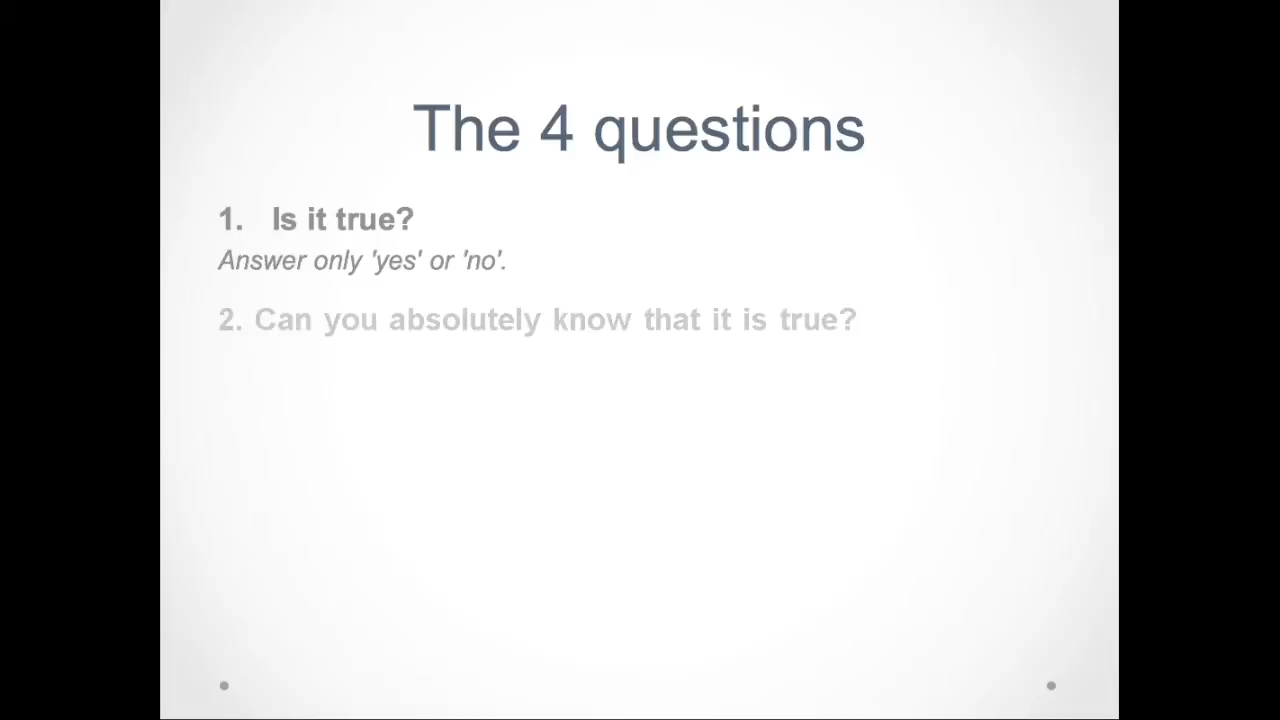 The 4 questions
1. Is it true?
Answer only 'yes' or 'no'.
2. Can you absolutely know that it is true?